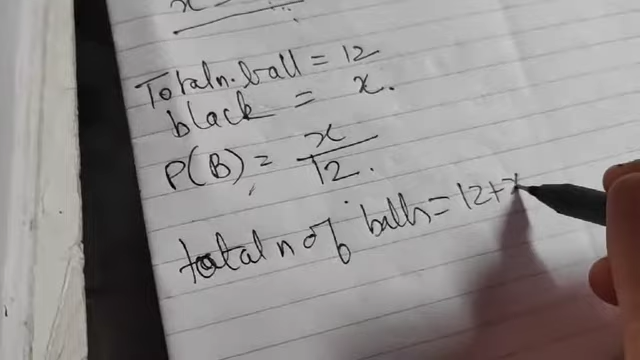 Total n. ball = 12
black = x.
P(B) = x/12.
total n of balls = 12+x